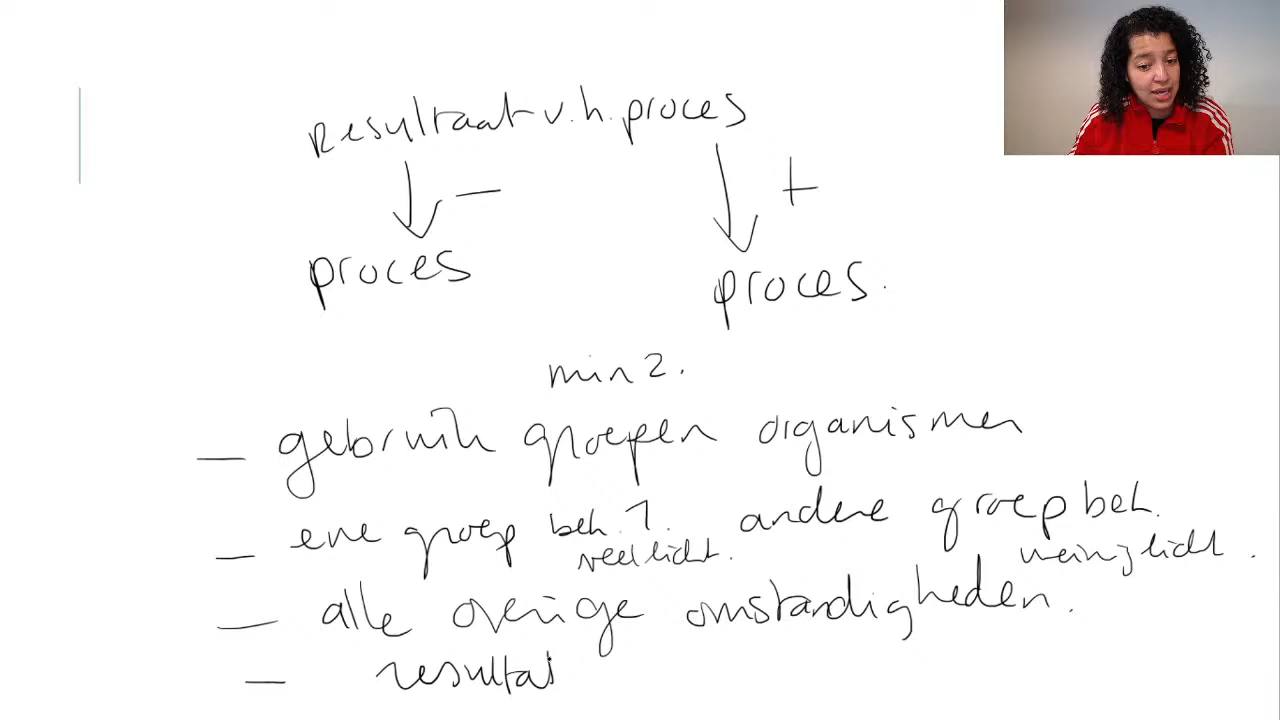 resultaat v.h. proces
- +
proces proces.
min 2.
- gebruik groepen organismen
- ene groep beh. 1. andere groep beh.
veel licht. weinig licht.
- alle overige omstandigheden.
- resultat